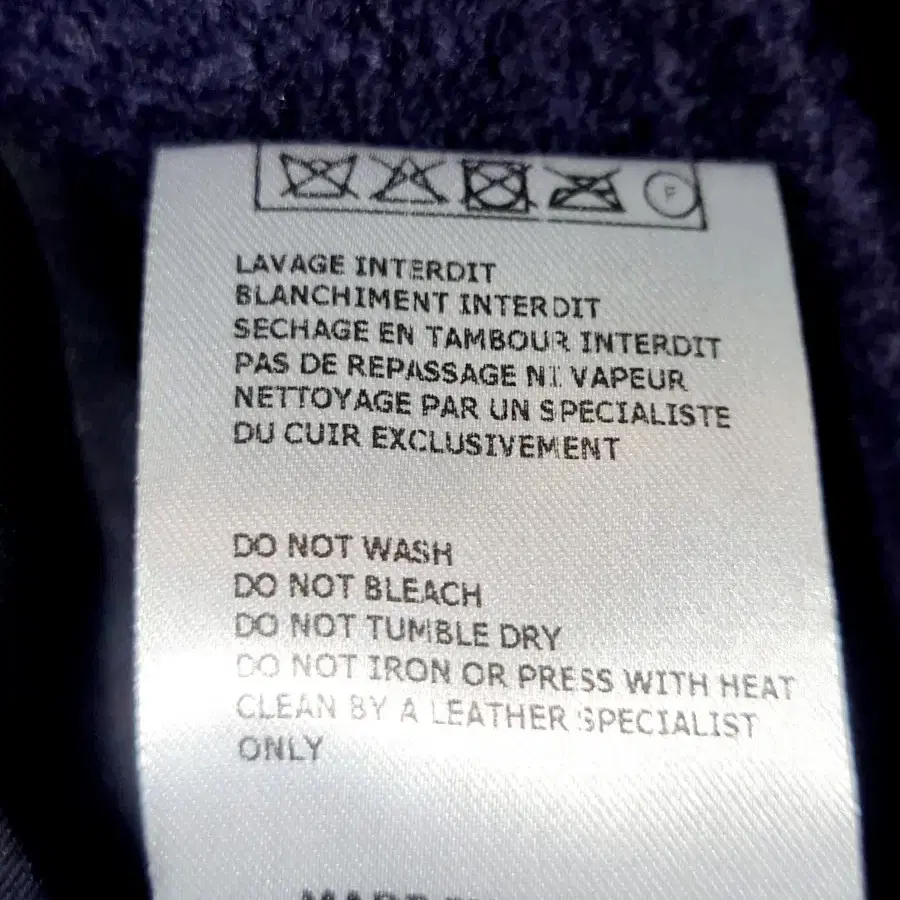 F
LAVAGE INTERDIT
BLANCHIMENT INTERDIT
SECHAGE EN TAMBOUR INTERDIT
PAS DE REPASSAGE NI VAPEUR
NETTOYAGE PAR UN SPECIALISTE
DU CUIR EXCLUSIVEMENT
DO NOT WASH
DO NOT BLEACH
DO NOT TUMBLE DRY
DO NOT IRON OR PRESS WITH HEAT
CLEAN BY A LEATHER SPECIALIST
ONLY